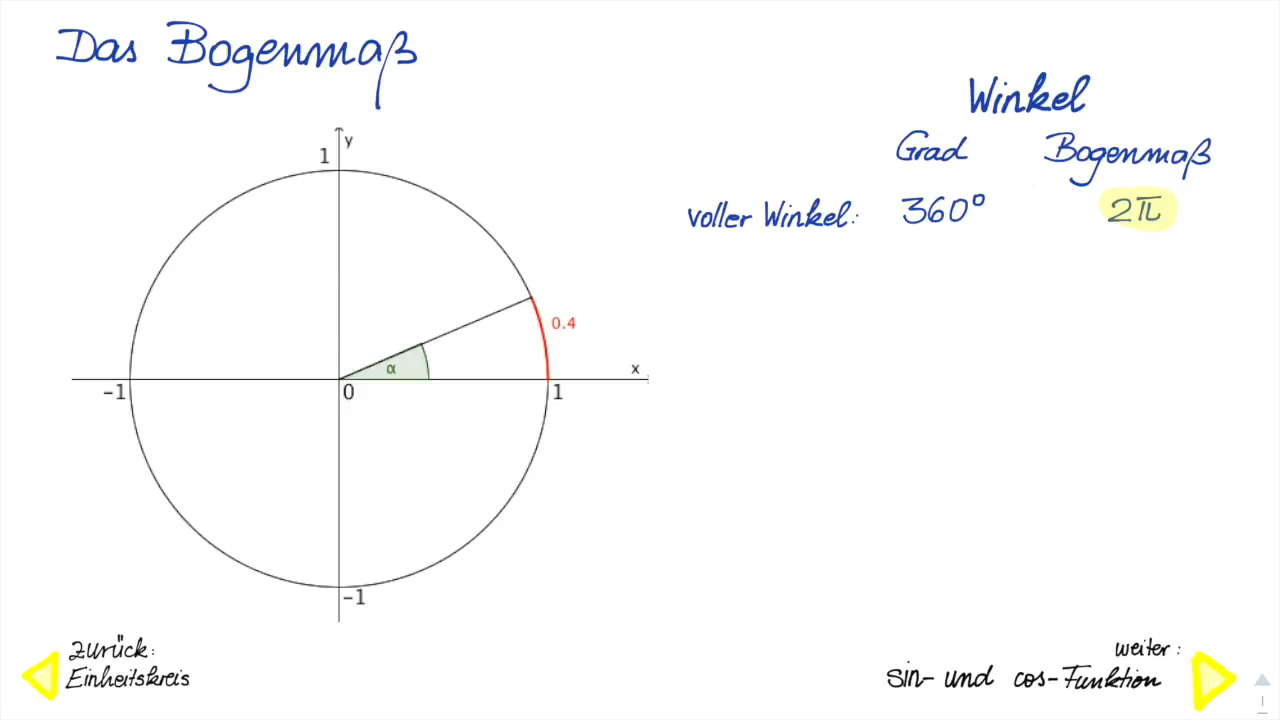 Das Bogenmaß
Winkel
Grad Bogenmaß
voller Winkel: 360° 2π
y
1
0.4
α
x
-1
0
1
-1
zurück:
Einheitskreis
weiter:
sin- und cos-Funktion